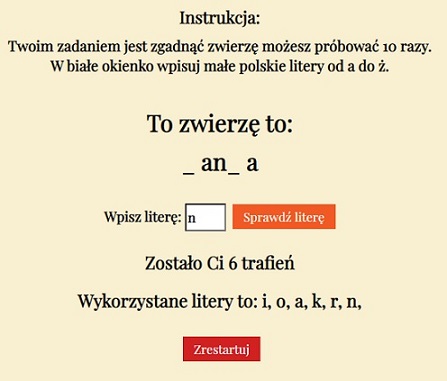 Instrukcja:
Twoim zadaniem jest zgadnąć zwierzę możesz próbować 10 razy.
W białe okienko wpisuj małe polskie litery od a do ż.
To zwierzę to:
_ an_ a
Wpisz literę: n Sprawdź literę
Zostało Ci 6 trafień
Wykorzystane litery to: i, o, a, k, r, n,
Zrestartuj